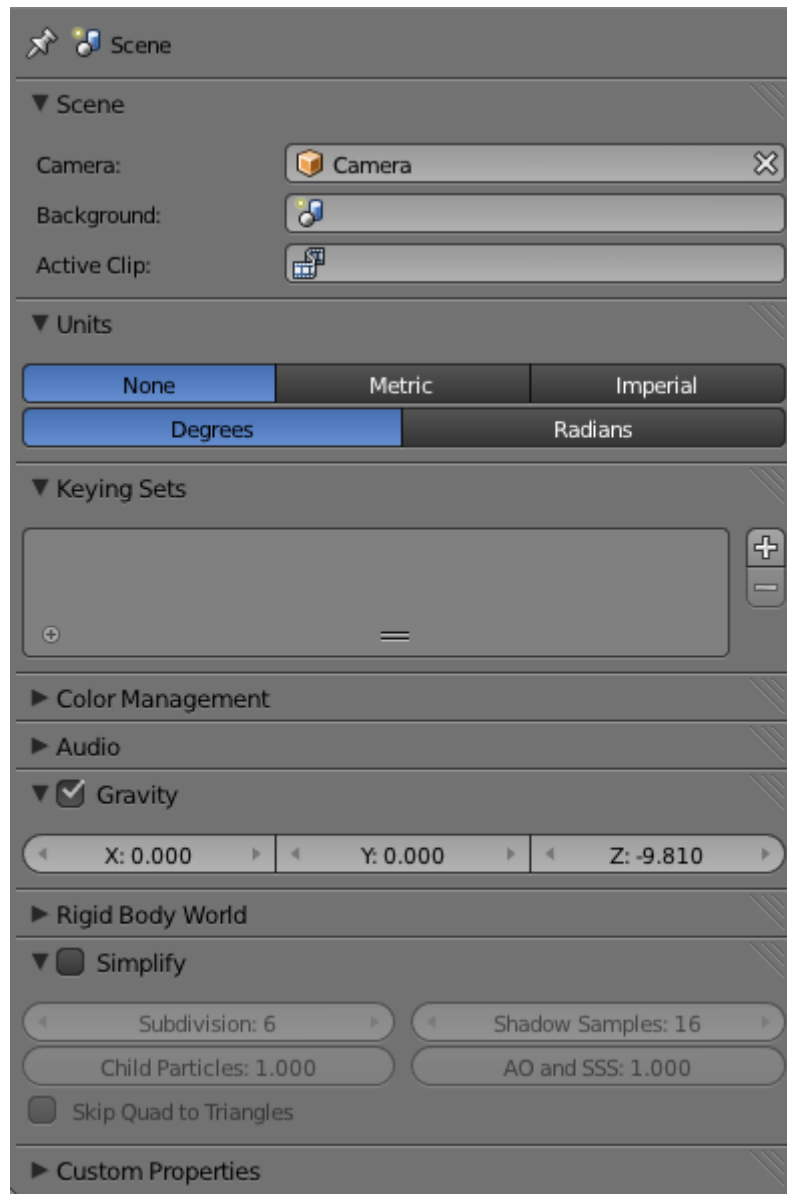 Scene
Scene
Camera: Camera
Background:
Active Clip:
Units
None Metric Imperial
Degrees Radians
Keying Sets
Color Management
Audio
Gravity
X: 0.000 Y: 0.000 Z: -9.810
Rigid Body World
Simplify
Subdivision: 6 Shadow Samples: 16
Child Particles: 1.000 AO and SSS: 1.000
Skip Quad to Triangles
Custom Properties